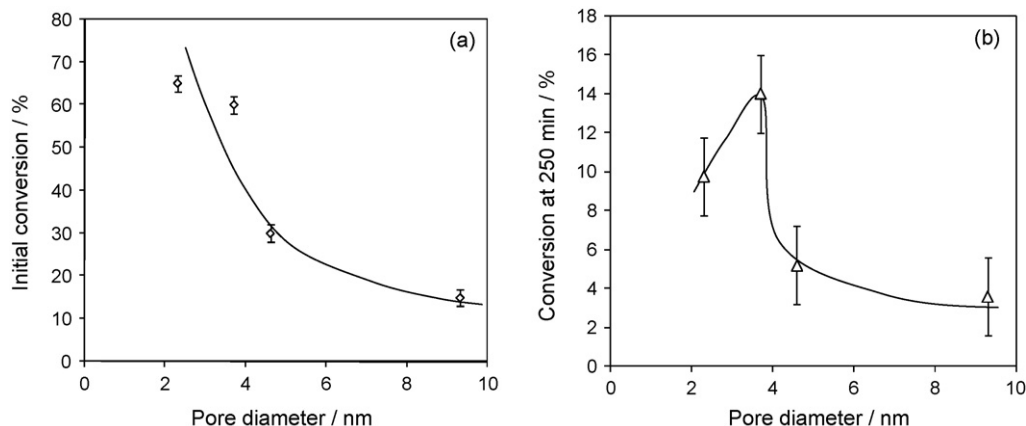 (a)
Initial conversion / %
80
70
60
50
40
30
20
10
0
0 2 4 6 8 10
Pore diameter / nm
(b)
Conversion at 250 min / %
18
16
14
12
10
8
6
4
2
0
0 2 4 6 8 10
Pore diameter / nm